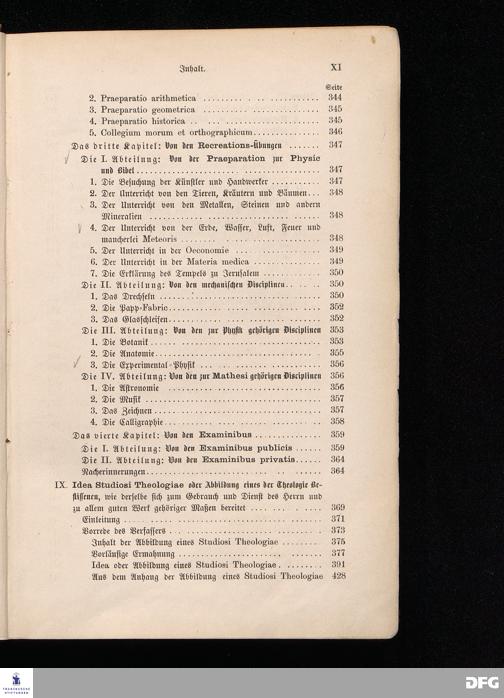 Inhalt. XI
Seite
2. Praeparatio arithmetica 344
3. Praeparatio geometrica 345
4. Praeparatio historica 345
5. Collegium morum et orthographicum 346
Das dritte Kapitel: Von den Recreations-Übungen 347
Die I. Abteilung: Von der Praeparation zur Physic
und Bibel 347
1. Die Besuchung der Künstler und Handwerker 347
2. Der Unterricht von den Tieren, Kräutern und Bäumen 348
3. Der Unterricht von den Metallen, Steinen und andern
Mineralien 348
4. Der Unterricht von der Erde, Wasser, Luft, Feuer und
mancherlei Meteoris 348
5. Der Unterricht in der Oeconomie 349
6. Der Unterricht in der Materia medica 349
7. Die Erklärung des Tempels zu Jerusalem 350
Die II. Abteilung: Von den mechanischen Disciplinen 350
1. Das Drechseln 350
2. Die Papp-Fabric 352
3. Das Glasschleifen 352
Die III. Abteilung: Von den zur Physik gehörigen Disciplinen 353
1. Die Botanik 353
2. Die Anatomie 355
3. Die Experimental-Physik 356
Die IV. Abteilung: Von den zur Mathesi gehörigen Disciplinen 356
1. Die Astronomie 356
2. Die Musik 357
3. Das Zeichnen 357
4. Die Calligraphie 358
Das vierte Kapitel: Von den Examinibus 359
Die I. Abteilung: Von den Examinibus publicis 359
Die II. Abteilung: Von den Examinibus privatis 364
Nacherinnerungen 364
IX. Idea Studiosi Theologiae oder Abbildung eines der Theologie Be-
flissenen, wie derselbe sich zum Gebrauch und Dienst des Herrn und
zu allem guten Werk gehöriger Maßen bereitet 369
Einleitung 371
Vorrede des Verfassers 373
Inhalt der Abbildung eines Studiosi Theologiae 375
Vorläufige Ermahnung 377
Idea oder Abbildung eines Studiosi Theologiae 391
Aus dem Anhang der Abbildung eines Studiosi Theologiae 428
FRANCKESCHE
STIFTUNGEN
DFG